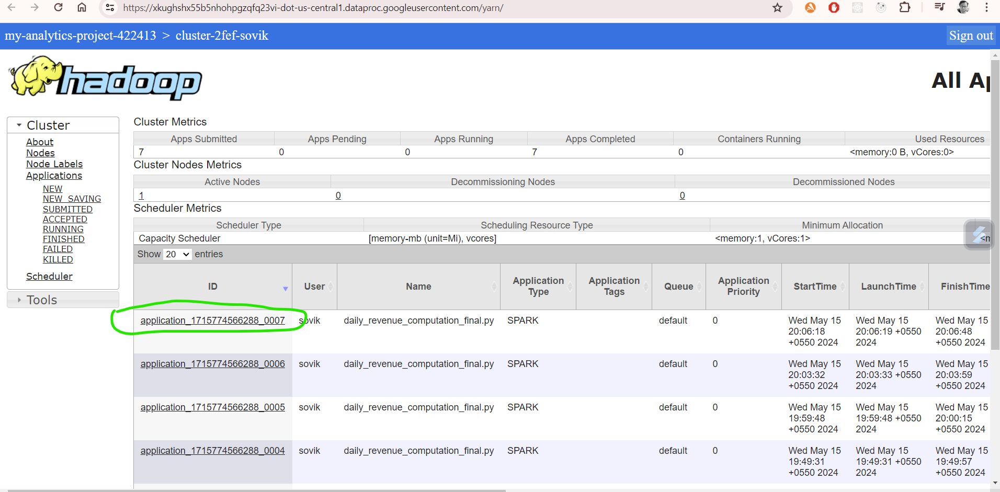 https://xkughshx55b5nhohpgzqfq23vi-dot-us-central1.dataproc.googleusercontent.com/yarn/
my-analytics-project-422413 > cluster-2fef-sovik
Sign out
hadoop
All Ap
Cluster
About
Nodes
Node Labels
Applications
NEW
NEW_SAVING
SUBMITTED
ACCEPTED
RUNNING
FINISHED
FAILED
KILLED
Scheduler
Tools
Cluster Metrics
Apps Submitted Apps Pending Apps Running Apps Completed Containers Running Used Resources
7 0 0 7 0 <memory:0 B, vCores:0>
Cluster Nodes Metrics
Active Nodes Decommissioning Nodes Decommissioned Nodes
1 0 0
Scheduler Metrics
Scheduler Type Scheduling Resource Type Minimum Allocation
Capacity Scheduler [memory-mb (unit=Mi), vcores] <memory:1, vCores:1> <m
Show 20 entries
ID User Name Application Type Application Tags Queue Application Priority StartTime LaunchTime FinishTime
application_1715774566288_0007 sovik daily_revenue_computation_final.py SPARK default 0 Wed May 15 20:06:18 +0550 2024 Wed May 15 20:06:19 +0550 2024 Wed May 15 20:06:48 +0550 2024
application_1715774566288_0006 sovik daily_revenue_computation_final.py SPARK default 0 Wed May 15 20:03:32 +0550 2024 Wed May 15 20:03:33 +0550 2024 Wed May 15 20:03:59 +0550 2024
application_1715774566288_0005 sovik daily_revenue_computation_final.py SPARK default 0 Wed May 15 19:59:48 +0550 2024 Wed May 15 19:59:48 +0550 2024 Wed May 15 20:00:15 +0550 2024
application_1715774566288_0004 sovik daily_revenue_computation_final.py SPARK default 0 Wed May 15 19:49:31 +0550 2024 Wed May 15 19:49:31 +0550 2024 Wed May 15 19:49:57 +0550 2024